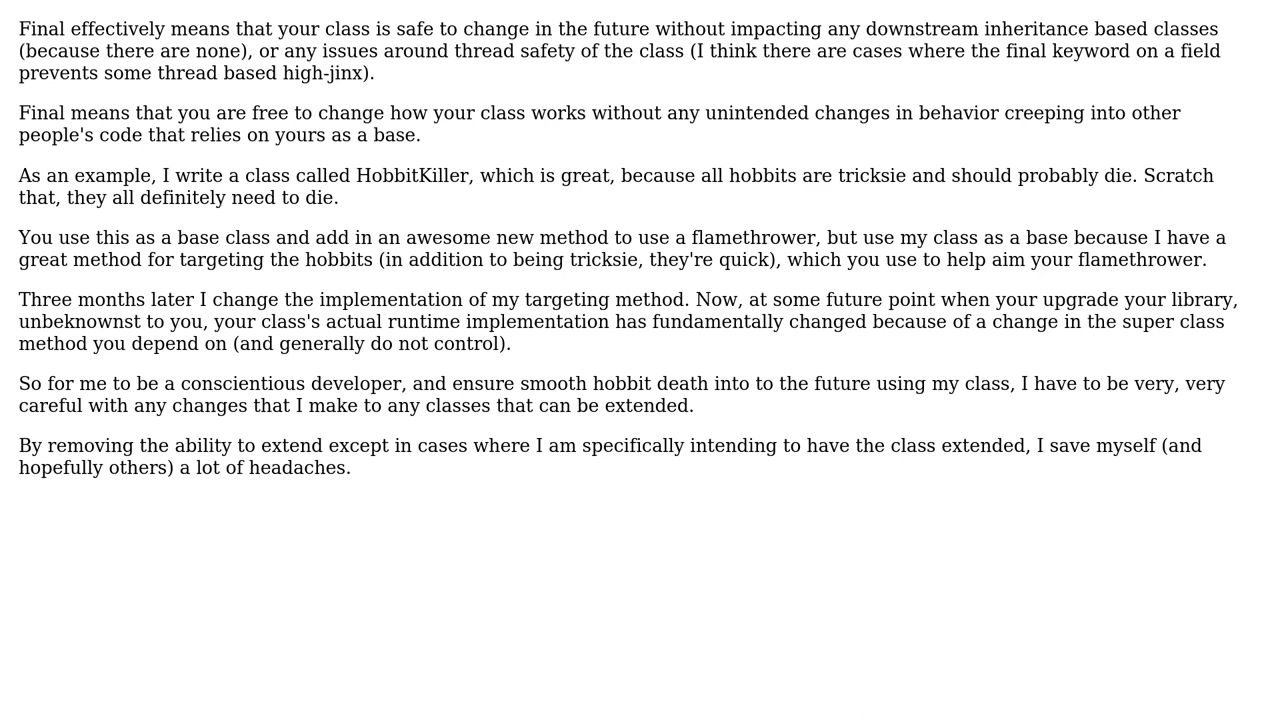 Final effectively means that your class is safe to change in the future without impacting any downstream inheritance based classes
(because there are none), or any issues around thread safety of the class (I think there are cases where the final keyword on a field
prevents some thread based high-jinx).
Final means that you are free to change how your class works without any unintended changes in behavior creeping into other
people's code that relies on yours as a base.
As an example, I write a class called HobbitKiller, which is great, because all hobbits are tricksie and should probably die. Scratch
that, they all definitely need to die.
You use this as a base class and add in an awesome new method to use a flamethrower, but use my class as a base because I have a
great method for targeting the hobbits (in addition to being tricksie, they're quick), which you use to help aim your flamethrower.
Three months later I change the implementation of my targeting method. Now, at some future point when your upgrade your library,
unbeknownst to you, your class's actual runtime implementation has fundamentally changed because of a change in the super class
method you depend on (and generally do not control).
So for me to be a conscientious developer, and ensure smooth hobbit death into to the future using my class, I have to be very, very
careful with any changes that I make to any classes that can be extended.
By removing the ability to extend except in cases where I am specifically intending to have the class extended, I save myself (and
hopefully others) a lot of headaches.